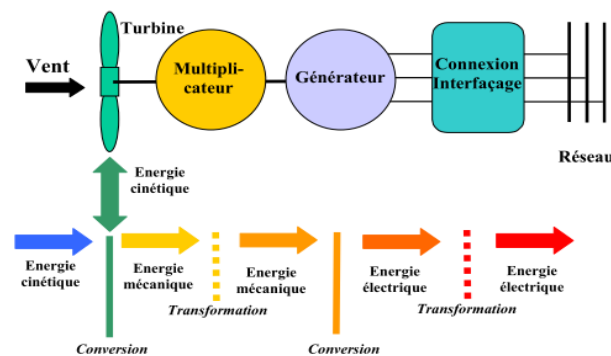 Turbine
Vent
Multipli-
cateur
Générateur
Connexion
Interfaçage
Réseau
Energie
cinétique
Energie
cinétique
Energie
mécanique
Transformation
Energie
mécanique
Energie
électrique
Transformation
Energie
électrique
Conversion
Conversion